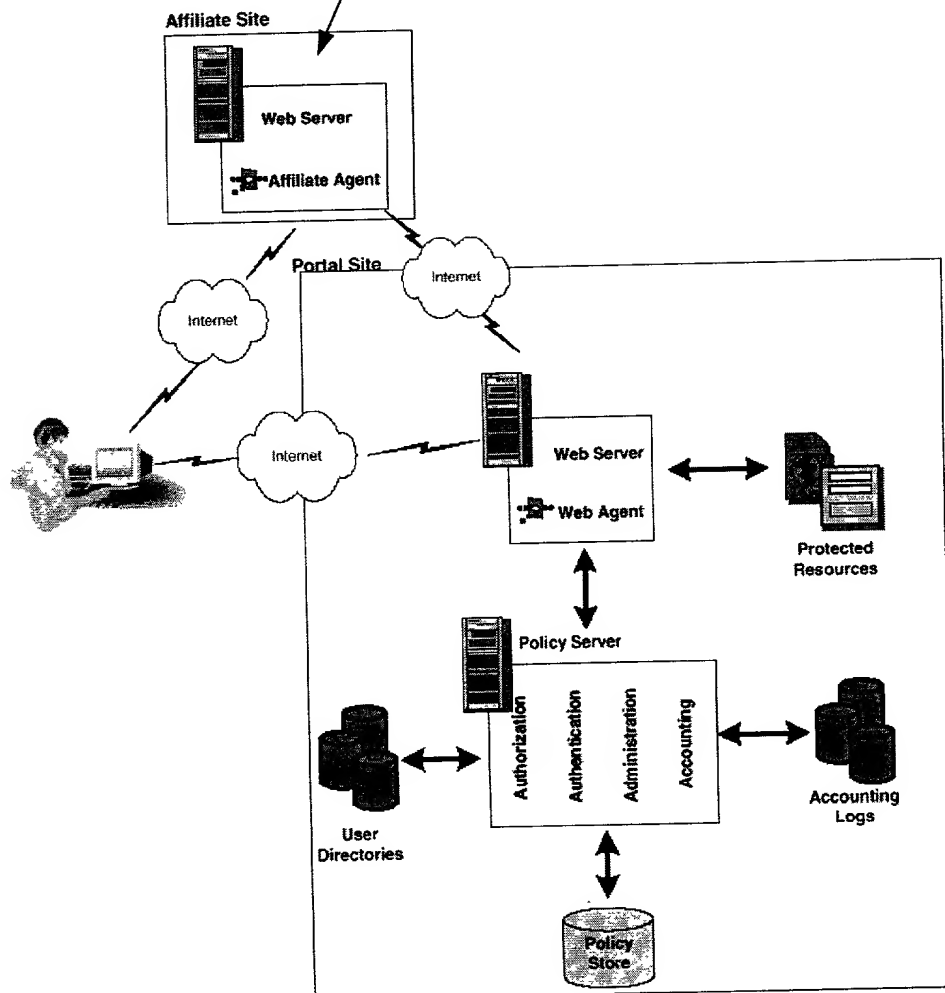 Affiliate Site
Web Server
Affiliate Agent
Portal Site
Internet
Internet
Internet
Web Server
Web Agent
Protected
Resources
Policy Server
Authorization
Authentication
Administration
Accounting
User
Directories
Accounting
Logs
Policy
Store